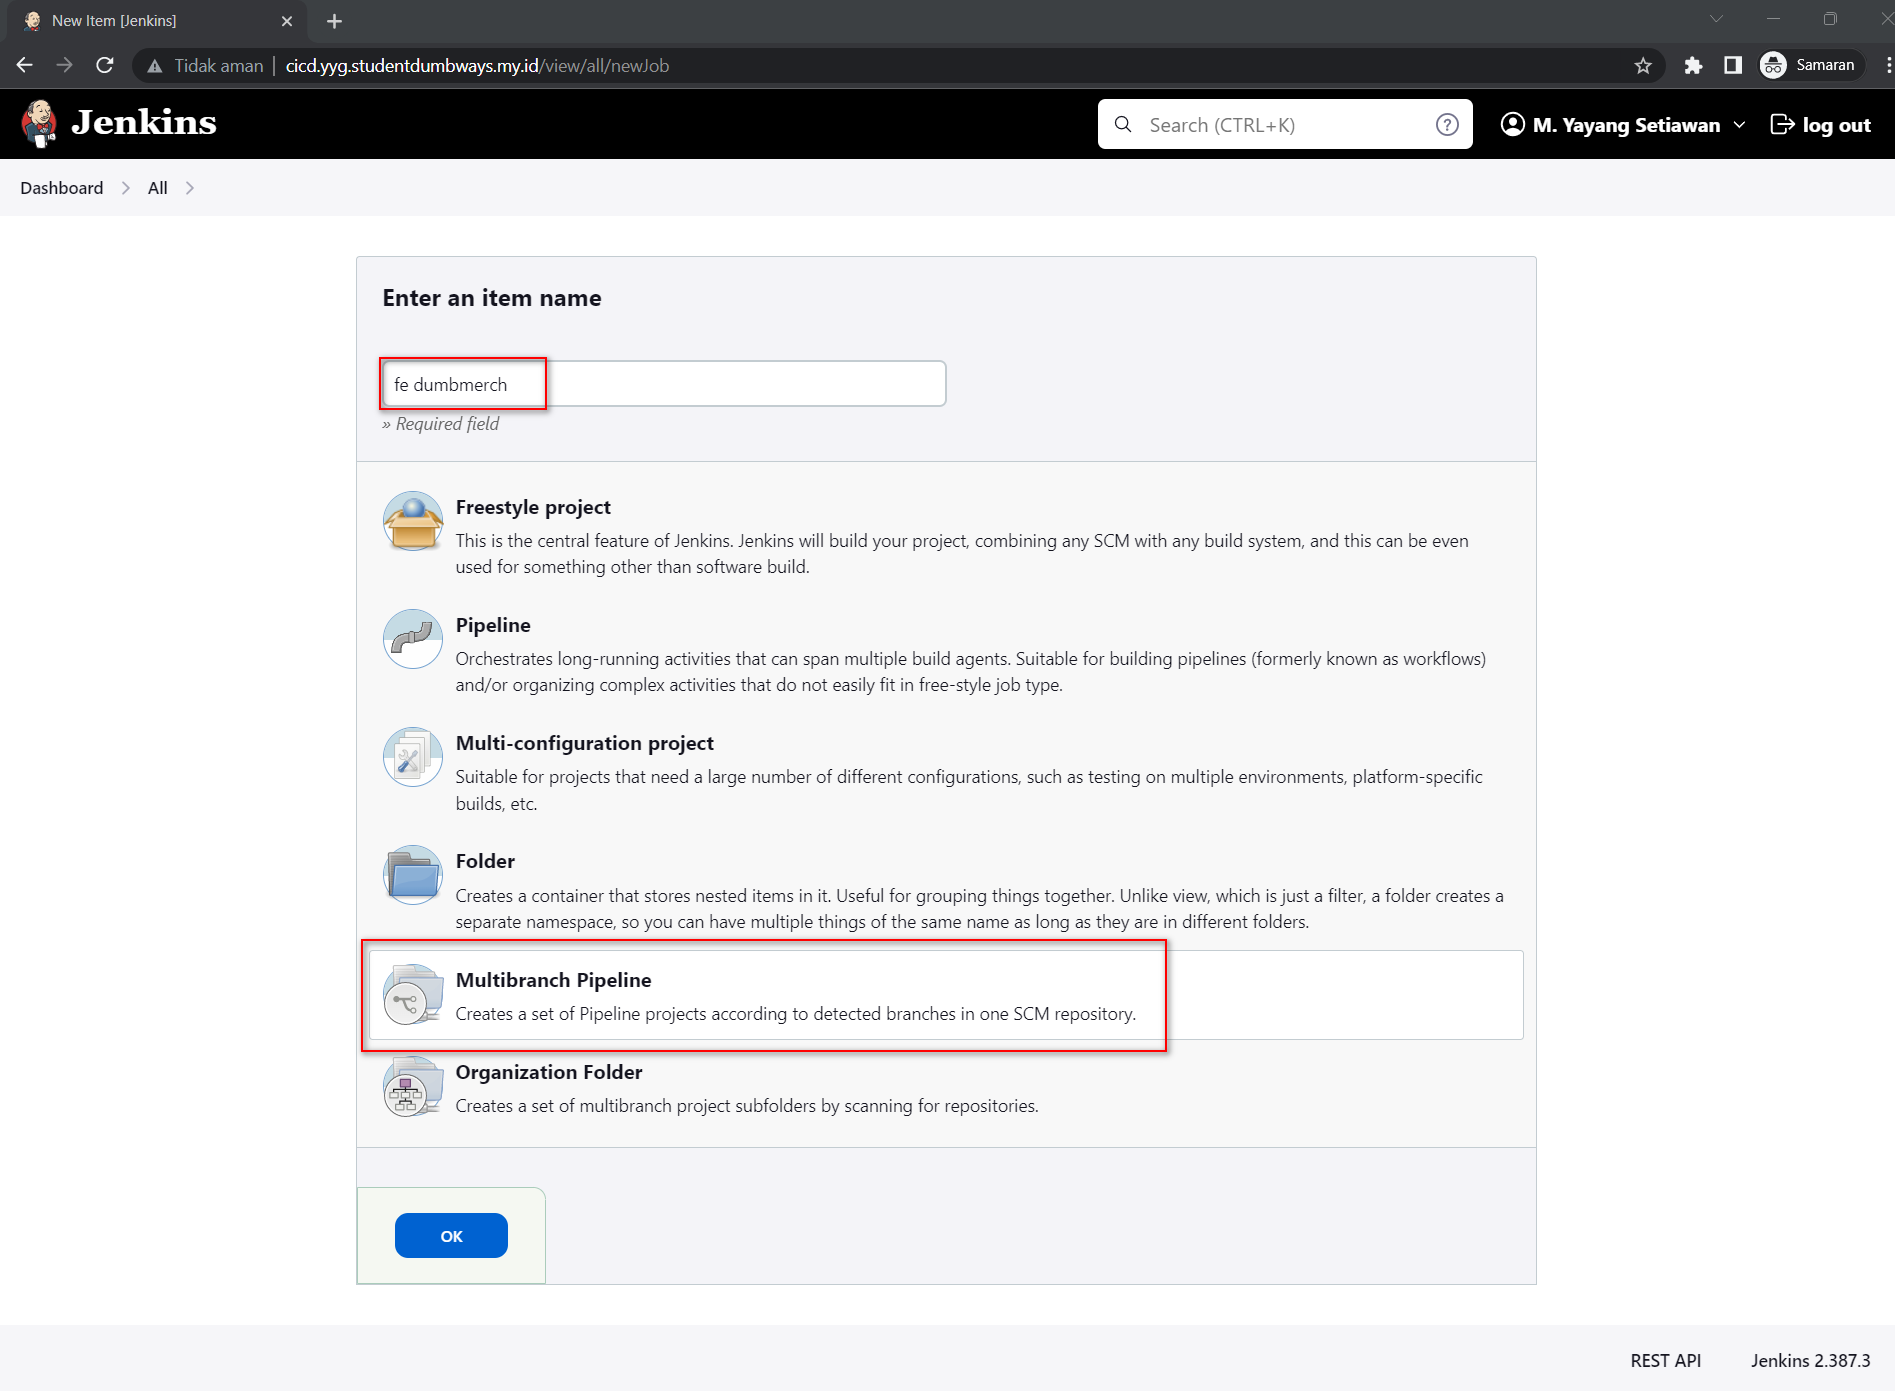 New Item [Jenkins]
Tidak aman | cicd.yyg.studentdumbways.my.id/view/all/newJob
Samaran
Jenkins
Search (CTRL+K)
?
M. Yayang Setiawan
log out
Dashboard
All
Enter an item name
fe dumbmerch
» Required field
Freestyle project
This is the central feature of Jenkins. Jenkins will build your project, combining any SCM with any build system, and this can be even
used for something other than software build.
Pipeline
Orchestrates long-running activities that can span multiple build agents. Suitable for building pipelines (formerly known as workflows)
and/or organizing complex activities that do not easily fit in free-style job type.
Multi-configuration project
Suitable for projects that need a large number of different configurations, such as testing on multiple environments, platform-specific
builds, etc.
Folder
Creates a container that stores nested items in it. Useful for grouping things together. Unlike view, which is just a filter, a folder creates a
separate namespace, so you can have multiple things of the same name as long as they are in different folders.
Multibranch Pipeline
Creates a set of Pipeline projects according to detected branches in one SCM repository.
Organization Folder
Creates a set of multibranch project subfolders by scanning for repositories.
OK
REST API
Jenkins 2.387.3